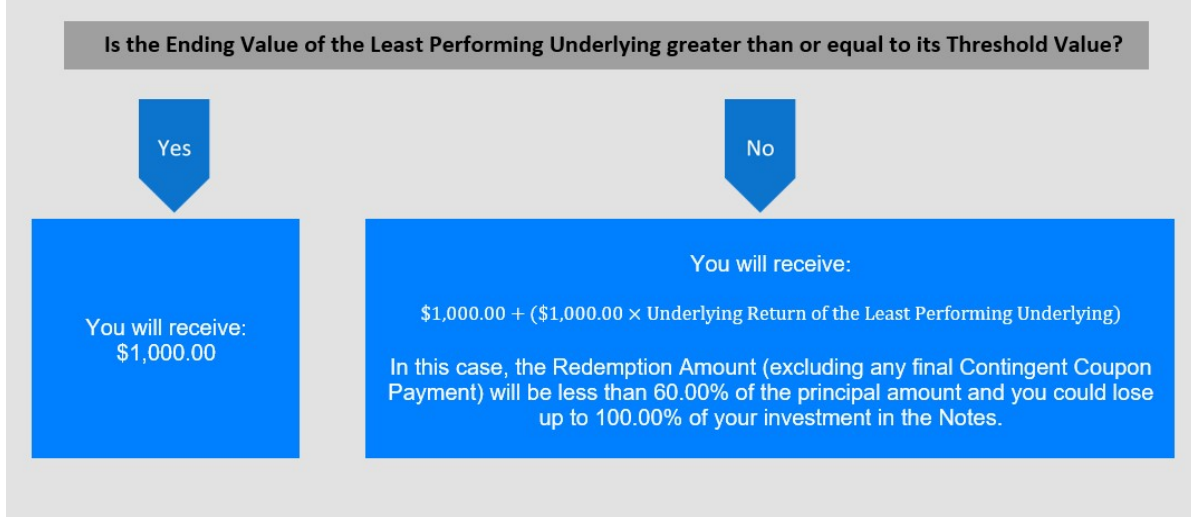 Is the Ending Value of the Least Performing Underlying greater than or equal to its Threshold Value?
Yes
No
You will receive:
$1,000.00
You will receive:
$1,000.00 + ($1,000.00 × Underlying Return of the Least Performing Underlying)
In this case, the Redemption Amount (excluding any final Contingent Coupon
Payment) will be less than 60.00% of the principal amount and you could lose
up to 100.00% of your investment in the Notes.